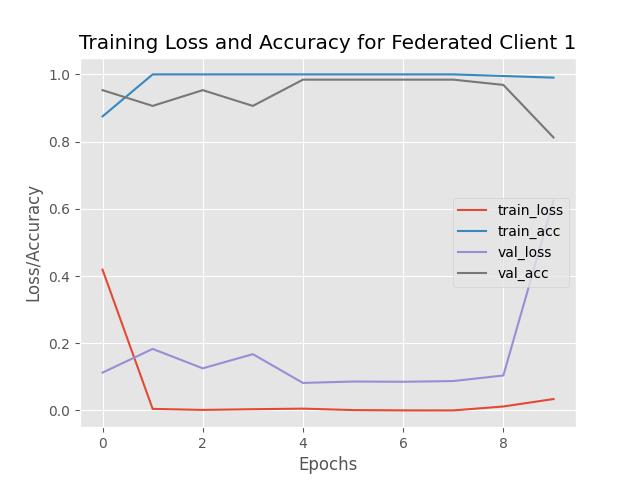 Training Loss and Accuracy for Federated Client 1
Loss/Accuracy
1.0
0.8
0.6
0.4
0.2
0.0
train_loss
train_acc
val_loss
val_acc
0 2 4 6 8
Epochs